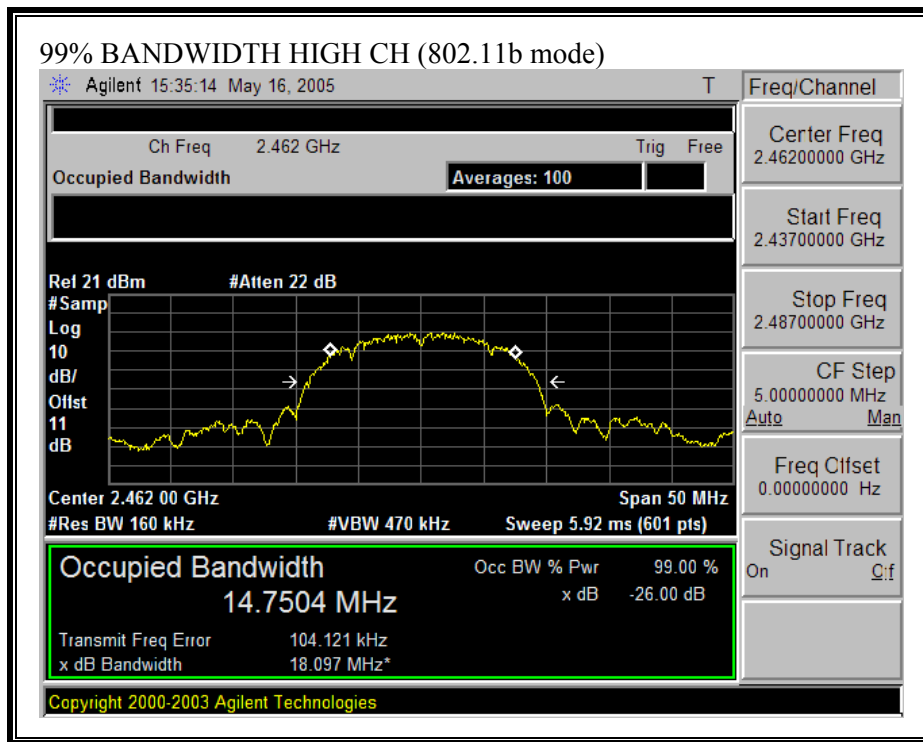 99% BANDWIDTH HIGH CH (802.11b mode)
Agilent 15:35:14 May 16, 2005 T
Freq/Channel
Ch Freq 2.462 GHz Trig Free
Occupied Bandwidth Averages: 100
Center Freq
2.46200000 GHz
Start Freq
2.43700000 GHz
Stop Freq
2.48700000 GHz
CF Step
5.00000000 MHz
Auto Man
Freq Offset
0.00000000 Hz
Signal Track
On Off
Ref 21 dBm #Atten 22 dB
#Samp
Log
10
dB/
Offst
11
dB
Center 2.462 00 GHz Span 50 MHz
#Res BW 160 kHz #VBW 470 kHz Sweep 5.92 ms (601 pts)
Occupied Bandwidth Occ BW % Pwr 99.00 %
14.7504 MHz x dB -26.00 dB
Transmit Freq Error 104.121 kHz
x dB Bandwidth 18.097 MHz*
Copyright 2000-2003 Agilent Technologies